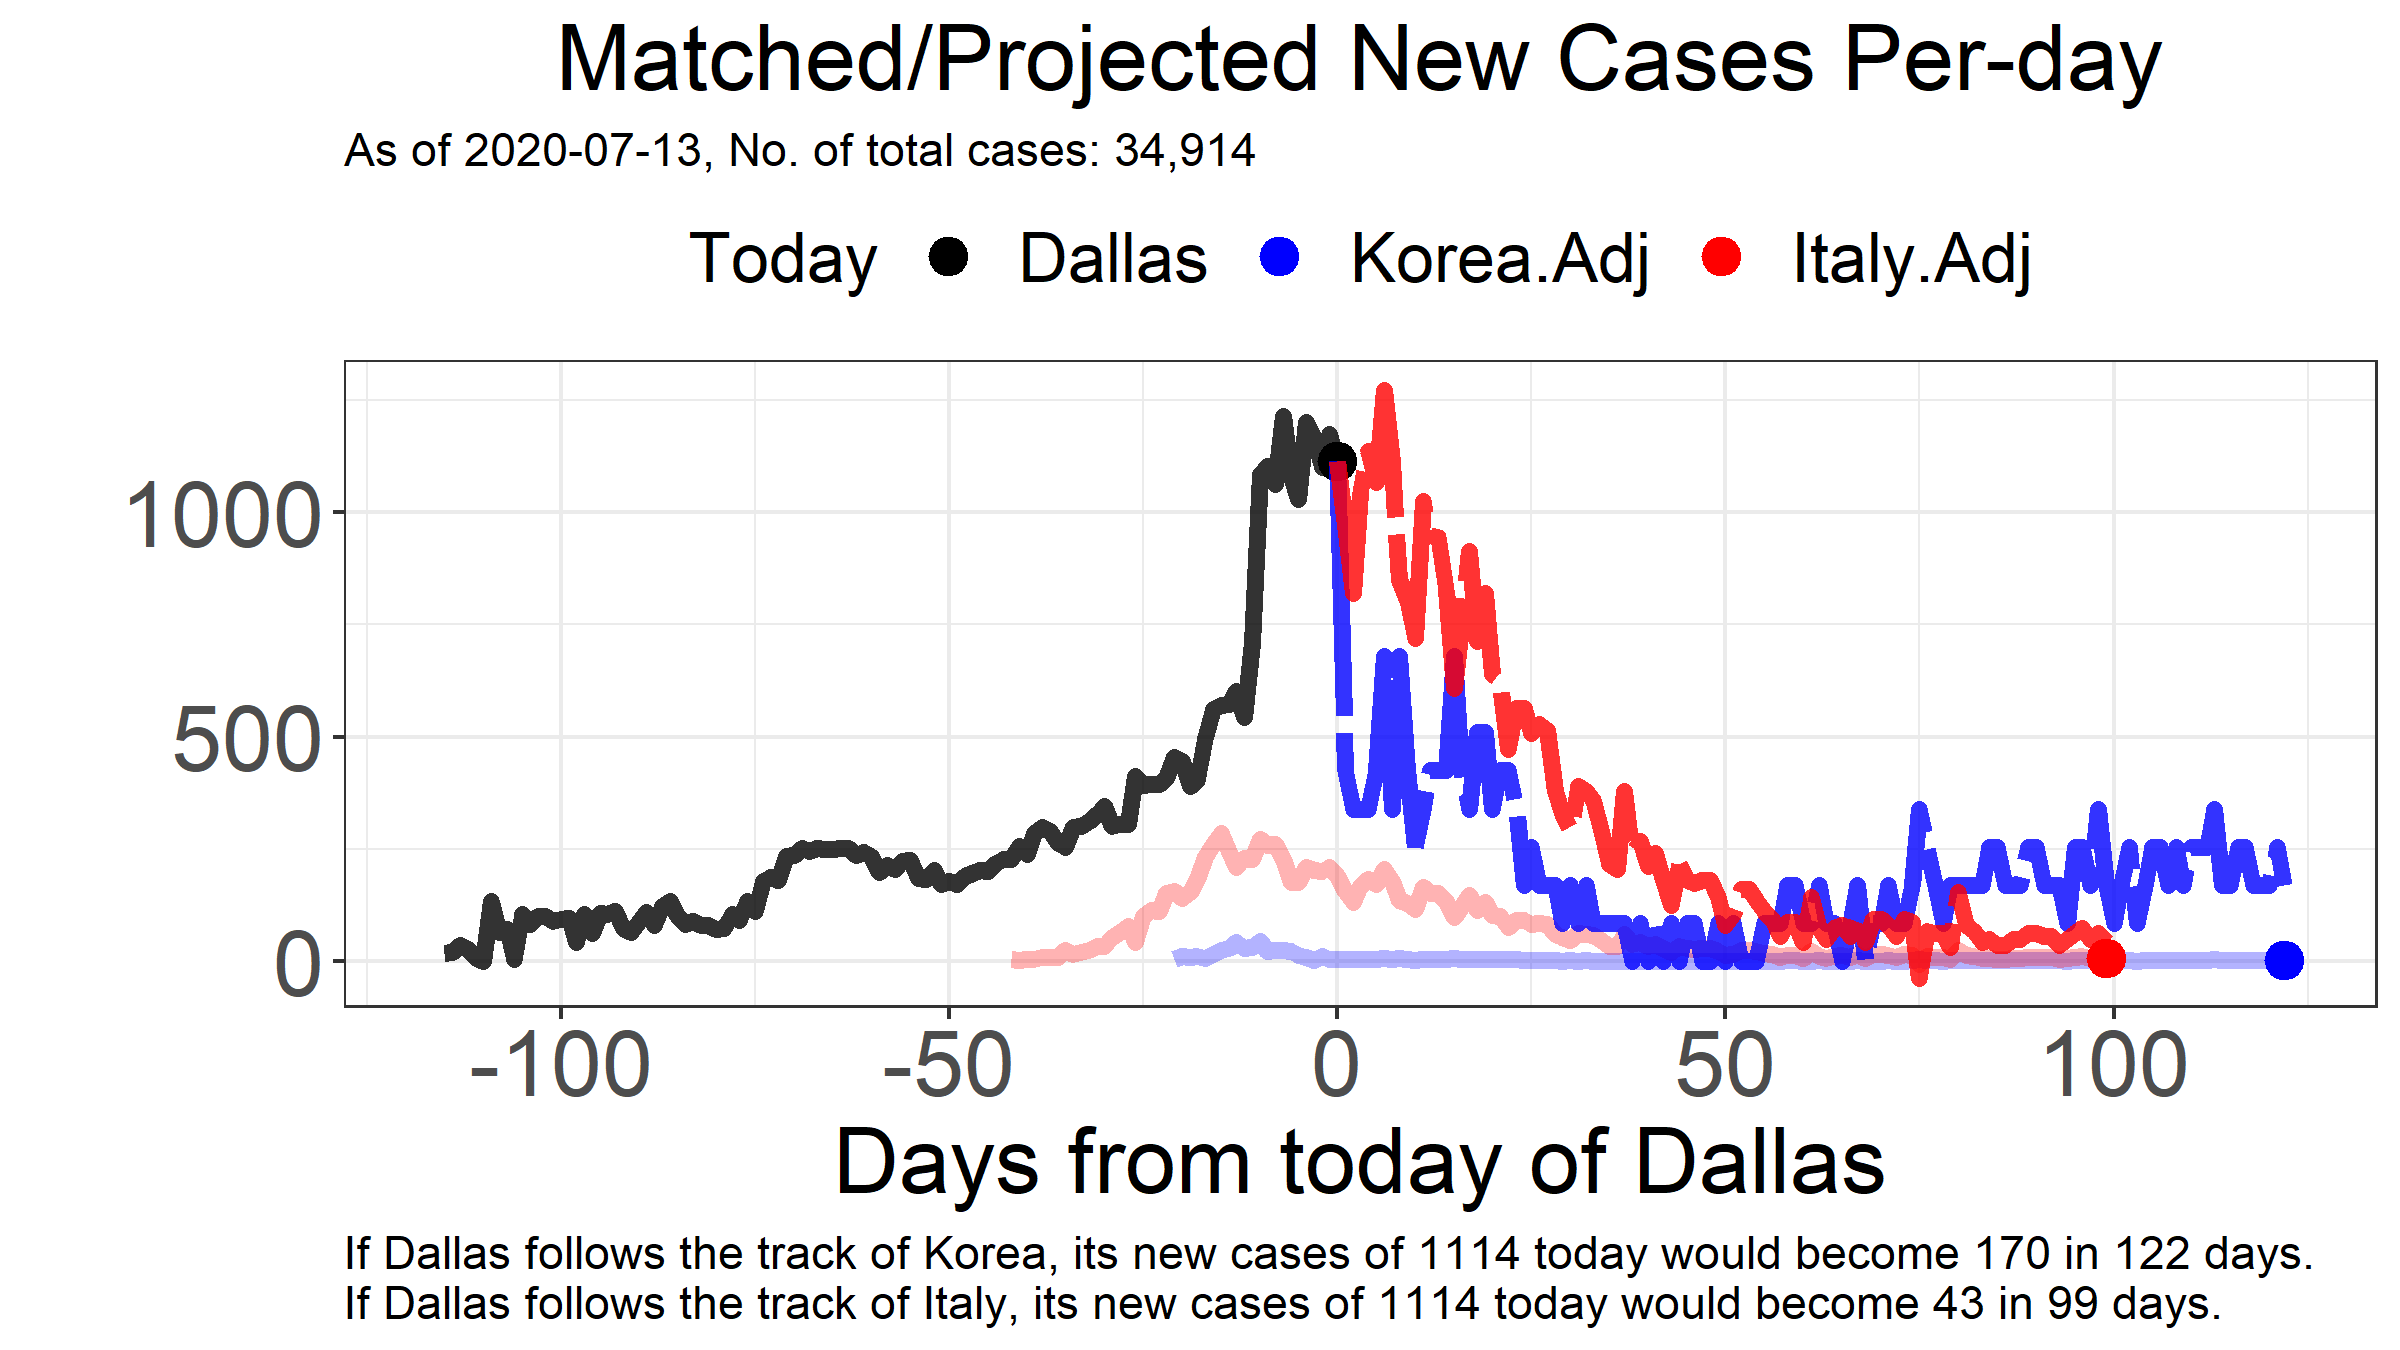 Matched/Projected New Cases Per-day
As of 2020-07-13, No. of total cases: 34,914
Today Dallas Korea.Adj Italy.Adj
1000
500
0
-100 -50 0 50 100
Days from today of Dallas
If Dallas follows the track of Korea, its new cases of 1114 today would become 170 in 122 days.
If Dallas follows the track of Italy, its new cases of 1114 today would become 43 in 99 days.